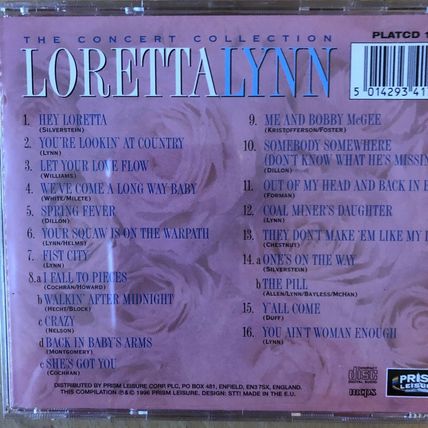 THE CONCERT COLLECTION
LORETTA LYNN
PLATCD 1
5 014293 41
1. HEY LORETTA
(Silverstein)
2. YOU'RE LOOKIN' AT COUNTRY
(Lynn)
3. LET YOUR LOVE FLOW
(Williams)
4. WE'VE COME A LONG WAY BABY
(White/Milete)
5. SPRING FEVER
(Dillon)
6. YOUR SQUAW IS ON THE WARPATH
(Lynn/Helms)
7. FIST CITY
(Lynn)
8.a I FALL TO PIECES
(Cochran/Howard)
b WALKIN' AFTER MIDNIGHT
(Hecht/Block)
c CRAZY
(Nelson)
d BACK IN BABY'S ARMS
(Montgomery)
e SHE'S GOT YOU
(Cochran)
9. ME AND BOBBY McGEE
(Kristofferson/Foster)
10. SOMEBODY SOMEWHERE
(DON'T KNOW WHAT HE'S MISSIN
(Dillon)
11. OUT OF MY HEAD AND BACK IN
(Forman)
12. COAL MINER'S DAUGHTER
(Lynn)
13. THEY DON'T MAKE 'EM LIKE MY
(Chesnut)
14. a ONE'S ON THE WAY
(Silverstein)
b THE PILL
(Allen/Lynn/Bayless/McHan)
15. Y'ALL COME
(Duff)
16. YOU AIN'T WOMAN ENOUGH
(Lynn)
DISTRIBUTED BY PRISM LEISURE CORP. PLC, PO BOX 481, ENFIELD, EN3 7SX, ENGLAND.
THIS COMPILATION ℗ & © 1996 PRISM LEISURE. DESIGN: STT! MADE IN THE E.U.
COMPACT
disc
DIGITAL AUDIO
mcps
PRISM
LEISURE